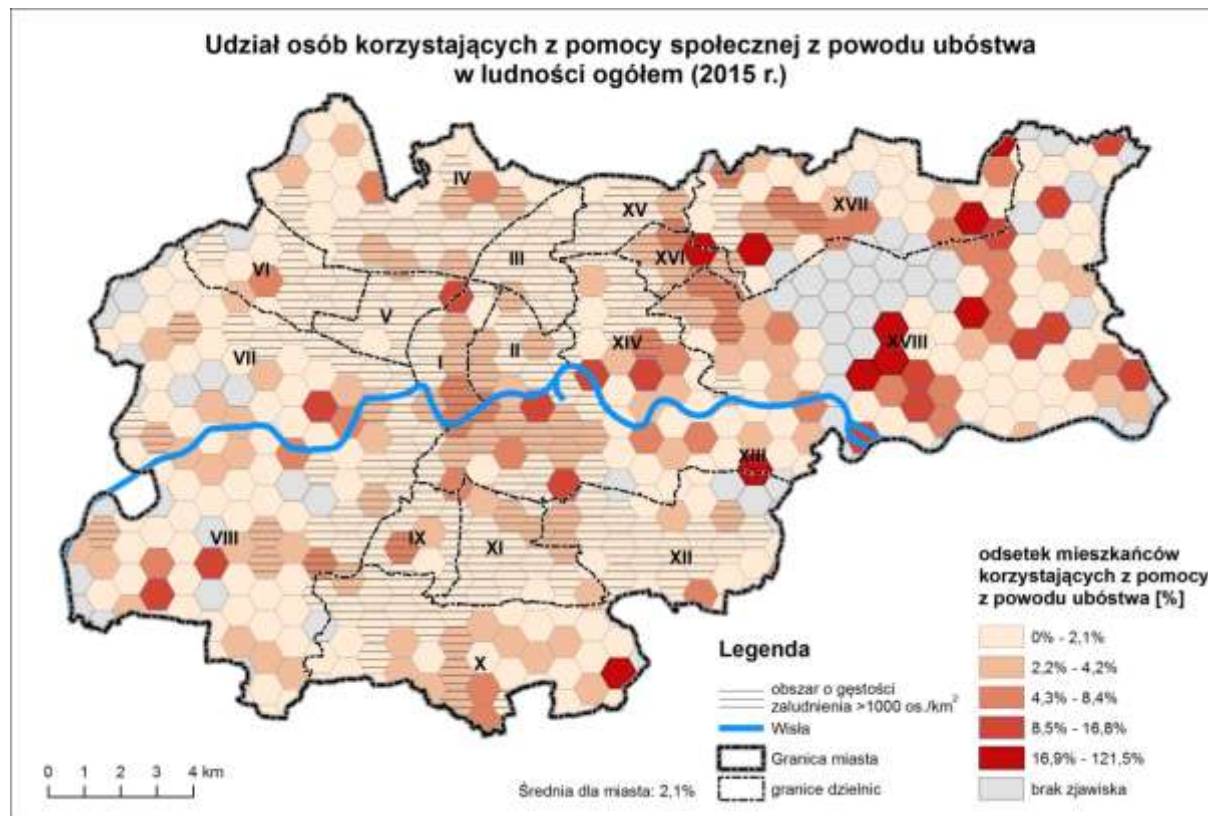 Udział osób korzystających z pomocy społecznej z powodu ubóstwa
w ludności ogółem (2015 r.)
IV
XV
XVII
III
XVI
VI
V
II
XIV
XVIII
VII
I
XIII
VIII
IX
XI
XII
X
odsetek mieszkańców
korzystających z pomocy
z powodu ubóstwa [%]
0% - 2,1%
2,2% - 4,2%
4,3% - 8,4%
8,5% - 16,8%
16,9% - 121,5%
brak zjawiska
Legenda
obszar o gęstości
zaludnienia >1000 os./km²
Wisła
Granica miasta
granice dzielnic
0 1 2 3 4 km
Średnia dla miasta: 2,1%